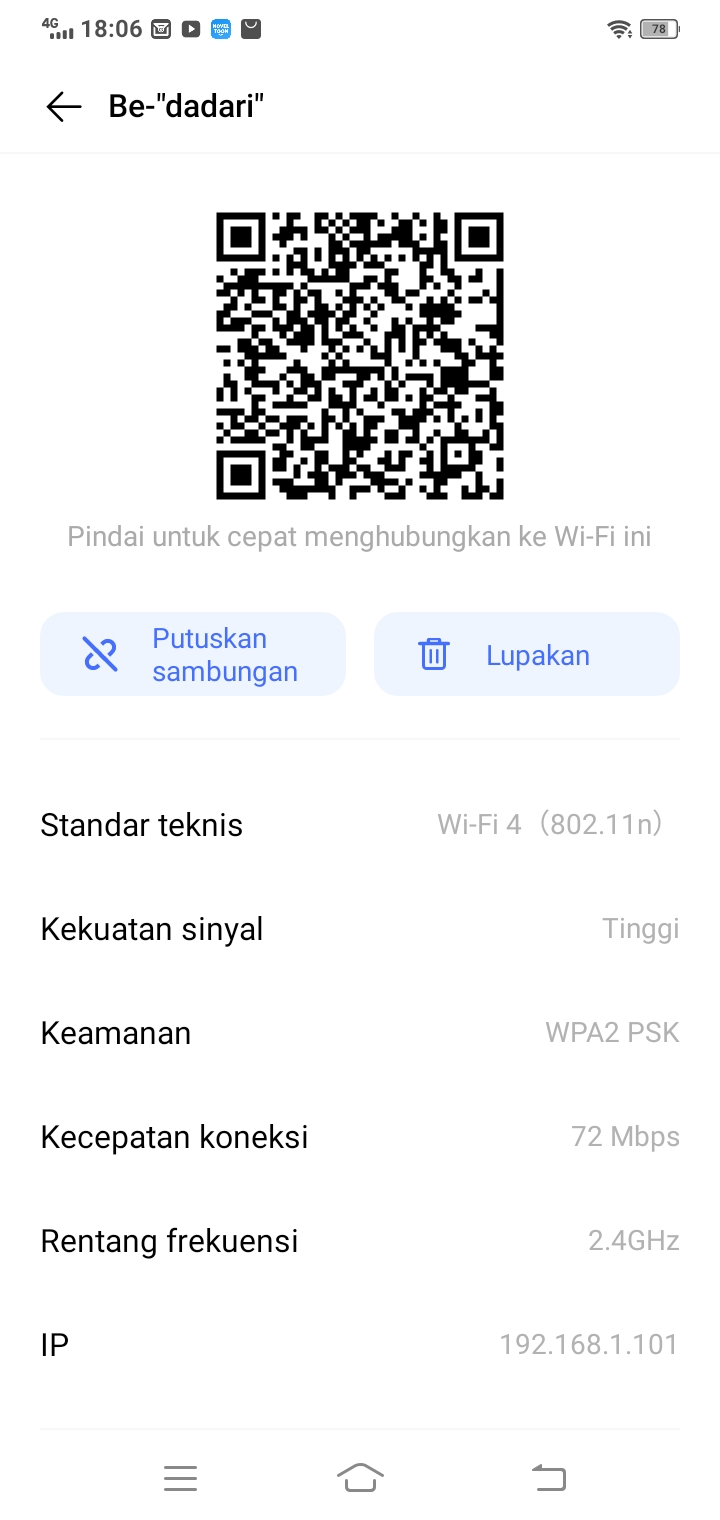 4G 18:06 NOVEL TOON 78
Be-"dadari"
Pindai untuk cepat menghubungkan ke Wi-Fi ini
Putuskan
sambungan
Lupakan
Standar teknis Wi-Fi 4（802.11n）
Kekuatan sinyal Tinggi
Keamanan WPA2 PSK
Kecepatan koneksi 72 Mbps
Rentang frekuensi 2.4GHz
IP 192.168.1.101